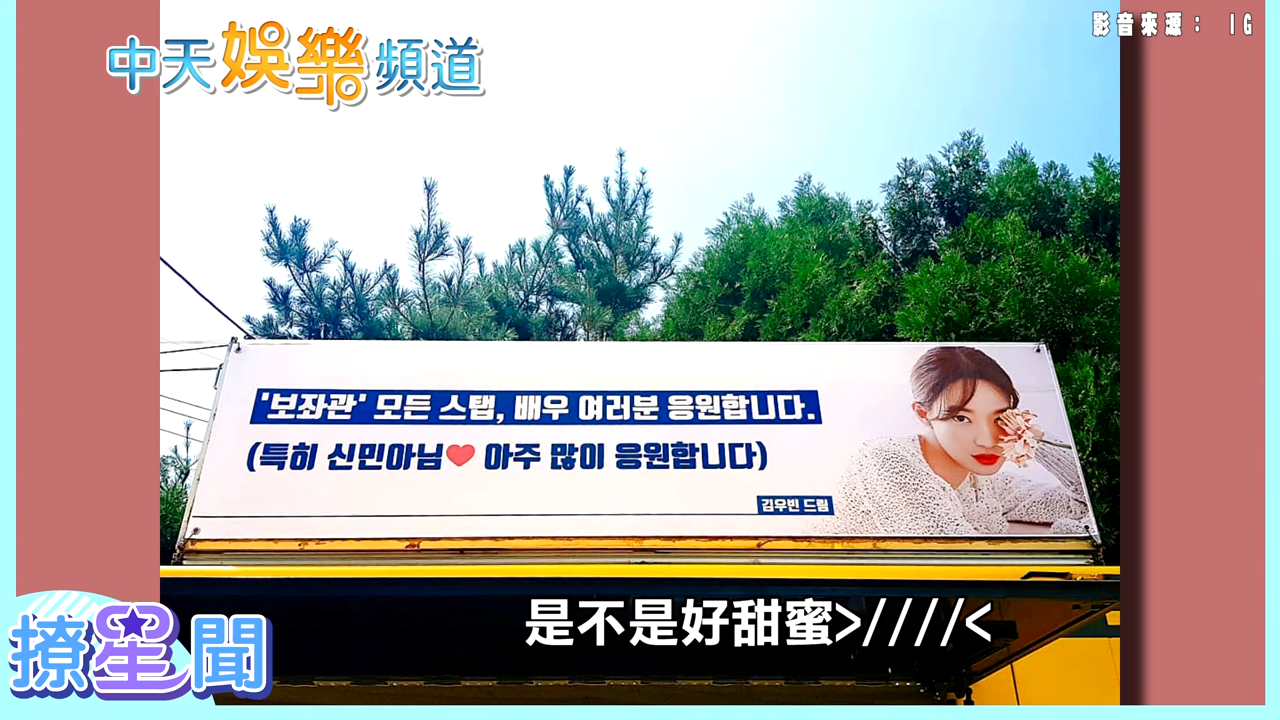 影音來源： IG
中天娛樂頻道
'보좌관' 모든 스탭, 배우 여러분 응원합니다.
(특히 신민아님❤ 아주 많이 응원합니다)
김우빈 드림
是不是好甜蜜>////<
撩星聞